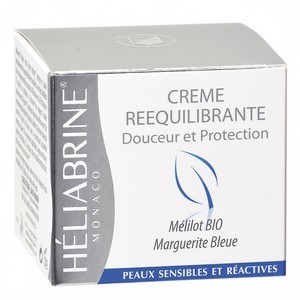 HÉLIABRINE®
MONACO
CREME
REEQUILIBRANTE
Douceur et Protection
Mélilot BIO
Marguerite Bleue
PEAUX SENSIBLES ET RÉACTIVES